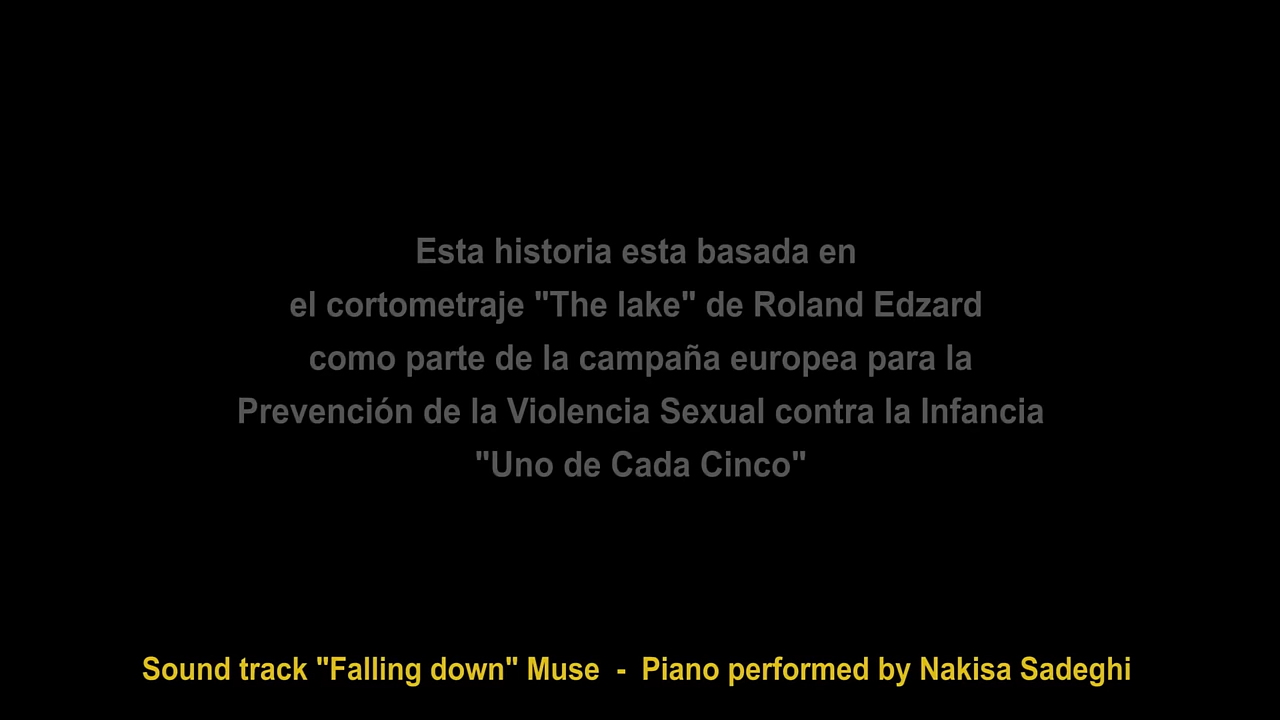 Esta historia esta basada en
el cortometraje "The lake" de Roland Edzard
como parte de la campaña europea para la
Prevención de la Violencia Sexual contra la Infancia
"Uno de Cada Cinco"
Sound track "Falling down" Muse - Piano performed by Nakisa Sadeghi